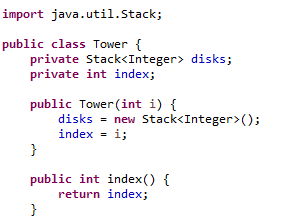 import java.util.Stack;
public class Tower {
    private Stack<Integer> disks;
    private int index;
    public Tower(int i) {
        disks = new Stack<Integer>();
        index = i;
    }
    public int index() {
        return index;
    }